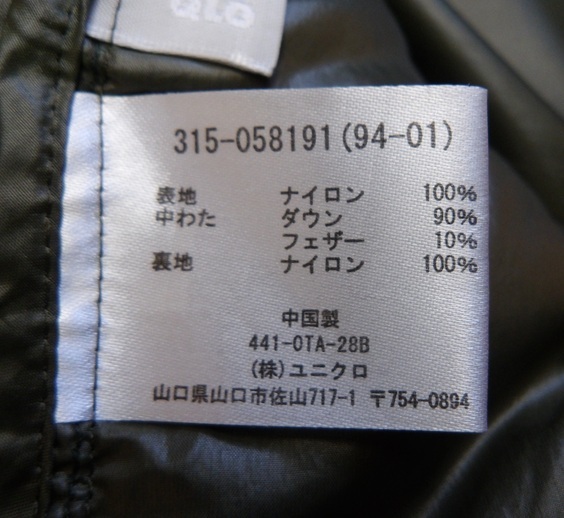 QLO
315-058191(94-01)
表地 ナイロン 100%
中わた ダウン 90%
フェザー 10%
裏地 ナイロン 100%
中国製
441-0TA-28B
(株)ユニクロ
山口県山口市佐山717-1 〒754-0894